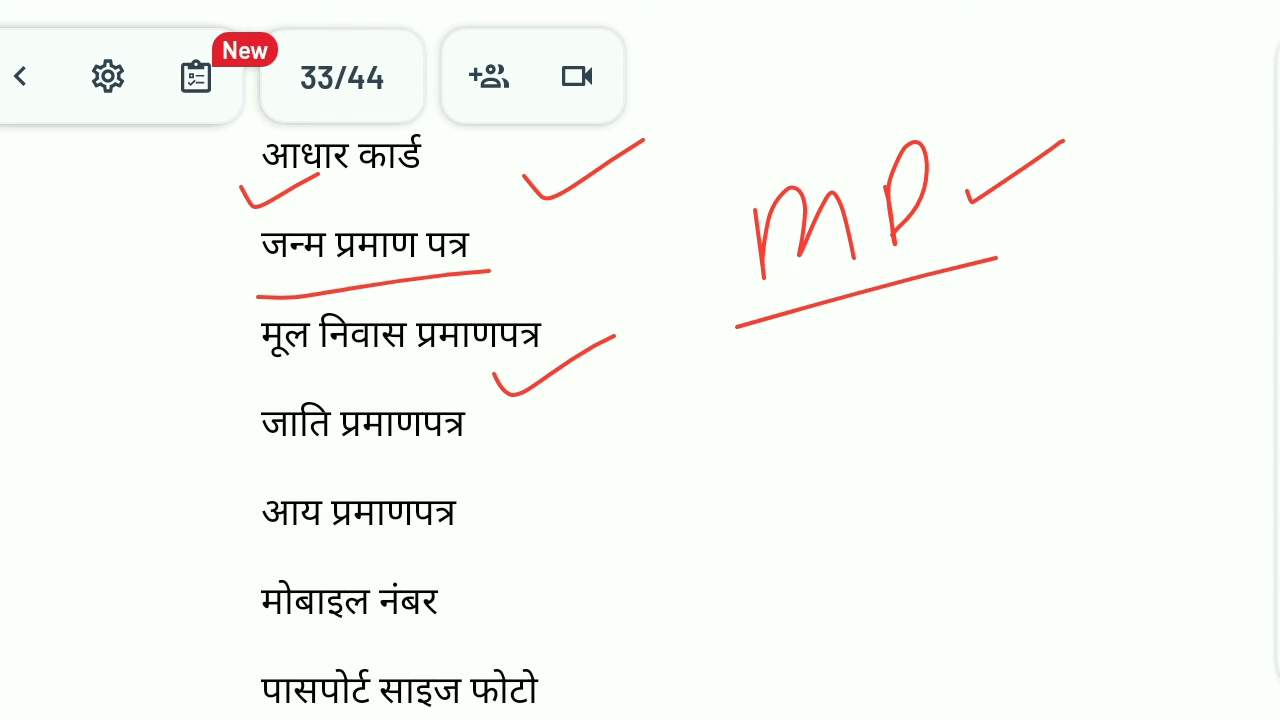 New
33/44
आधार कार्ड
जन्म प्रमाण पत्र
मूल निवास प्रमाणपत्र
जाति प्रमाणपत्र
आय प्रमाणपत्र
मोबाइल नंबर
पासपोर्ट साइज फोटो
MP